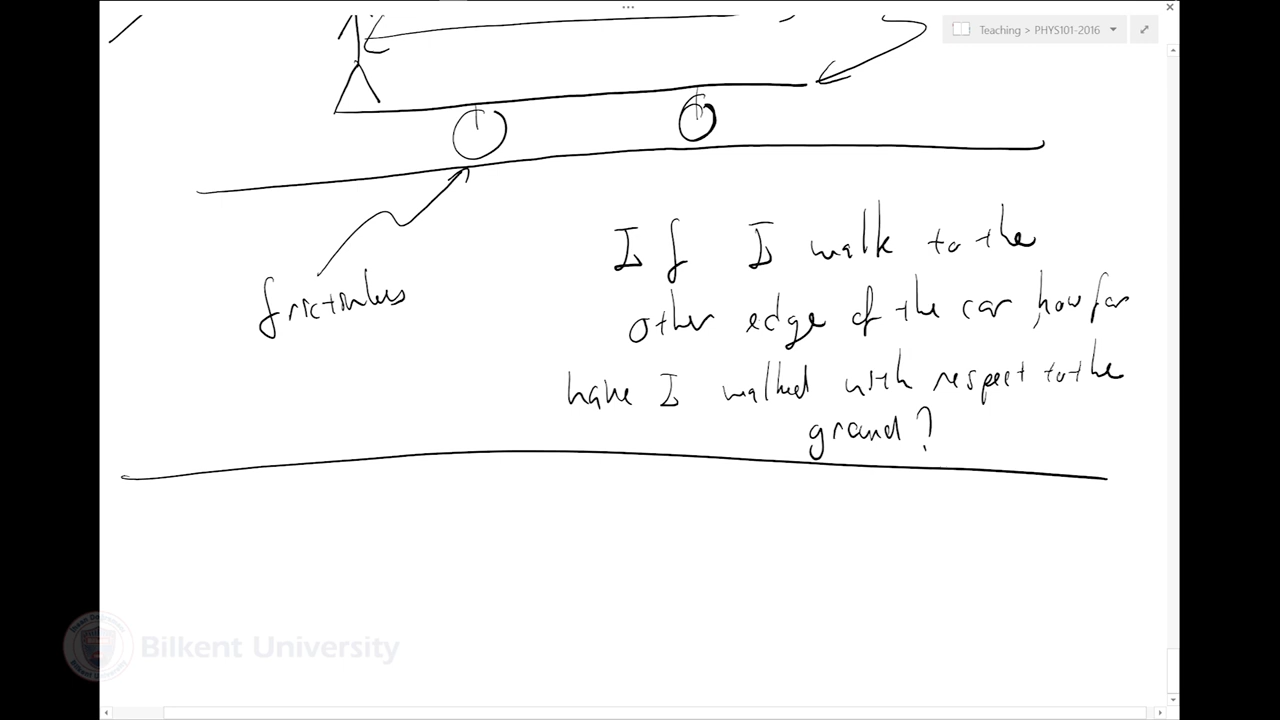 Teaching > PHYS101-2016
If I walk to the
other edge of the car, how far
have I walked with respect to the
ground?
frictionless
Bilkent University